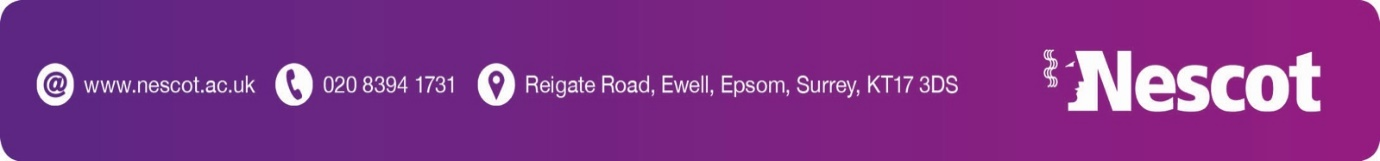 @ www.nescot.ac.uk 020 8394 1731 Reigate Road, Ewell, Epsom, Surrey, KT17 3DS Nescot